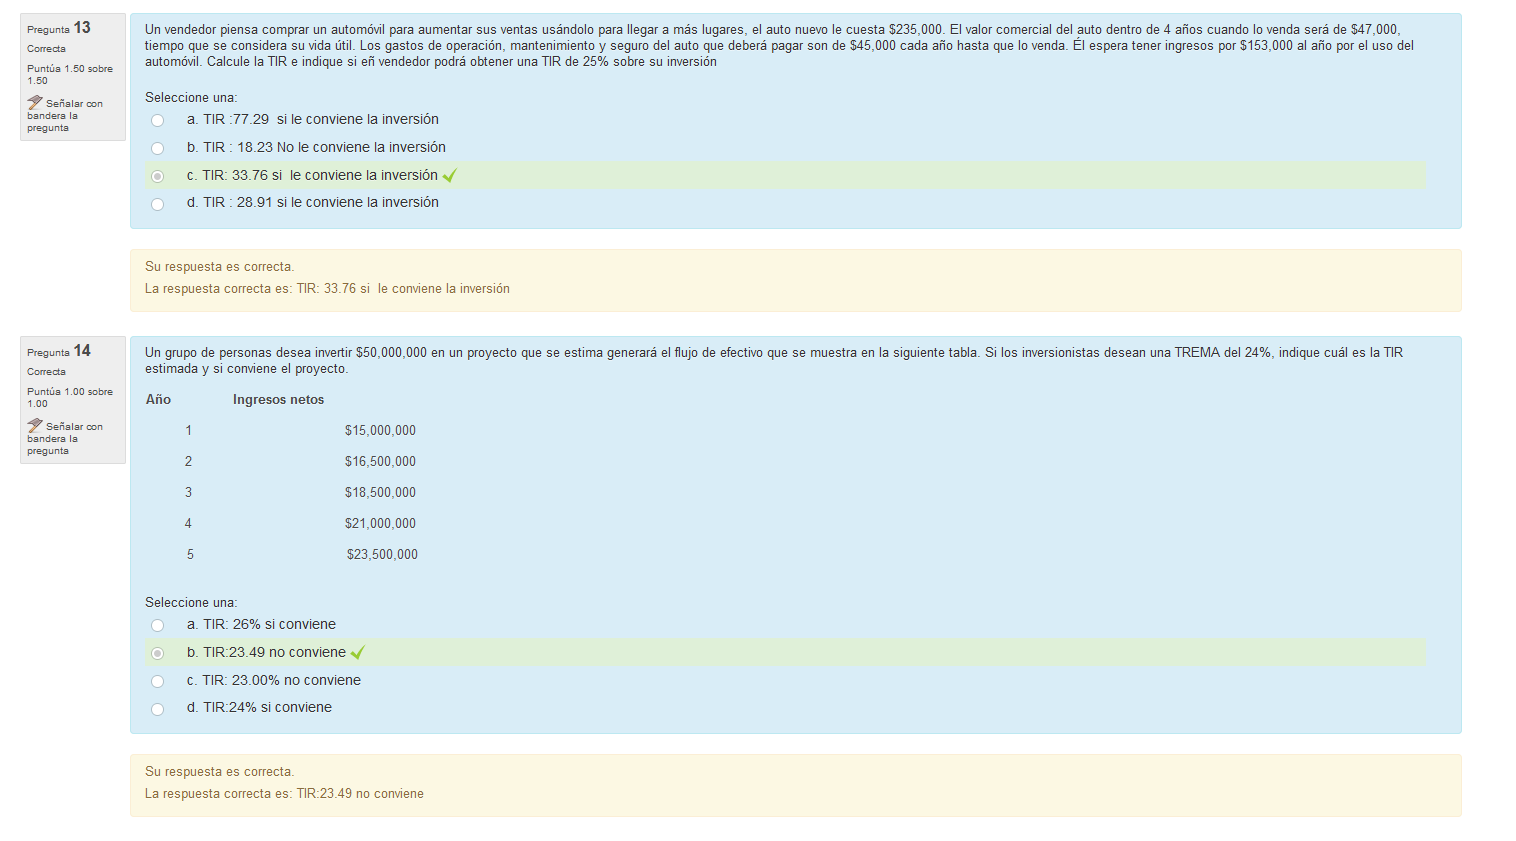 Pregunta 13
Correcta
Puntúa 1.50 sobre
1.50
Señalar con
bandera la
pregunta
Un vendedor piensa comprar un automóvil para aumentar sus ventas usándolo para llegar a más lugares, el auto nuevo le cuesta $235,000. El valor comercial del auto dentro de 4 años cuando lo venda será de $47,000,
tiempo que se considera su vida útil. Los gastos de operación, mantenimiento y seguro del auto que deberá pagar son de $45,000 cada año hasta que lo venda. Él espera tener ingresos por $153,000 al año por el uso del
automóvil. Calcule la TIR e indique si eñ vendedor podrá obtener una TIR de 25% sobre su inversión
Seleccione una:
a. TIR :77.29 si le conviene la inversión
b. TIR : 18.23 No le conviene la inversión
c. TIR: 33.76 si le conviene la inversión
d. TIR : 28.91 si le conviene la inversión
Su respuesta es correcta.
La respuesta correcta es: TIR: 33.76 si le conviene la inversión
Pregunta 14
Correcta
Puntúa 1.00 sobre
1.00
Señalar con
bandera la
pregunta
Un grupo de personas desea invertir $50,000,000 en un proyecto que se estima generará el flujo de efectivo que se muestra en la siguiente tabla. Si los inversionistas desean una TREMA del 24%, indique cuál es la TIR
estimada y si conviene el proyecto.
Año Ingresos netos
1 $15,000,000
2 $16,500,000
3 $18,500,000
4 $21,000,000
5 $23,500,000
Seleccione una:
a. TIR: 26% si conviene
b. TIR:23.49 no conviene
c. TIR: 23.00% no conviene
d. TIR:24% si conviene
Su respuesta es correcta.
La respuesta correcta es: TIR:23.49 no conviene